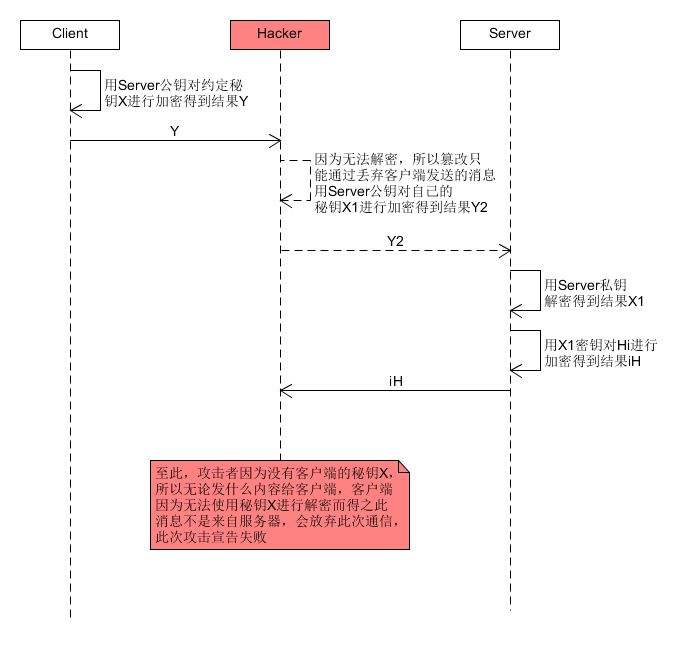 Client
Hacker
Server
用Server公钥对约定秘
钥X进行加密得到结果Y
Y
因为无法解密，所以篡改只
能通过丢弃客户端发送的消息
用Server公钥对自己的
秘钥X1进行加密得到结果Y2
Y2
用Server私钥
解密得到结果X1
用X1密钥对Hi进行
加密得到结果iH
iH
至此，攻击者因为没有客户端的秘钥X，
所以无论发什么内容给客户端，客户端
因为无法使用秘钥X进行解密而得之此
消息不是来自服务器，会放弃此次通信，
此次攻击宣告失败